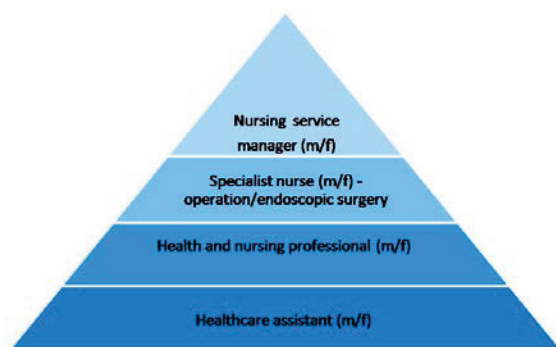 Nursing service
manager (m/f)
Specialist nurse (m/f) -
operation/endoscopic surgery
Health and nursing professional (m/f)
Healthcare assistant (m/f)